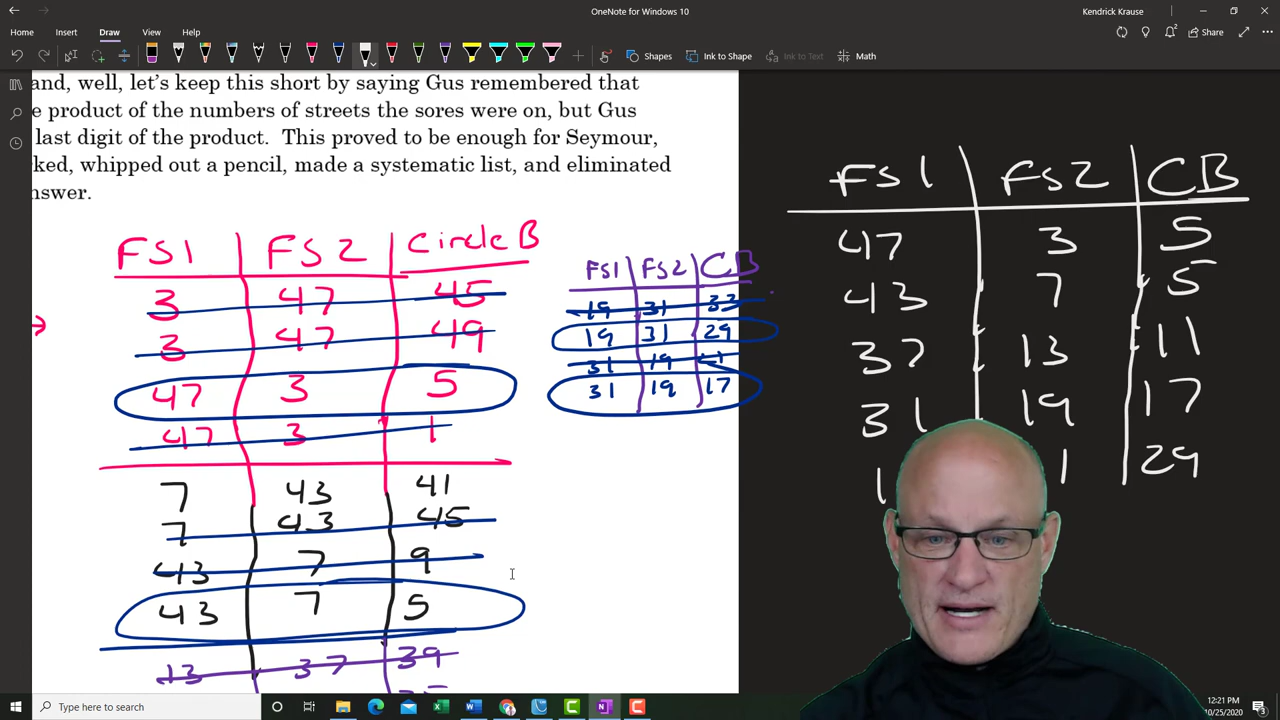 OneNote for Windows 10
Kendrick Krause
Home Insert Draw View Help
Share
Shapes Ink to Shape Ink to Text Math
and, well, let's keep this short by saying Gus remembered that
e product of the numbers of streets the sores were on, but Gus
last digit of the product. This proved to be enough for Seymour,
ked, whipped out a pencil, made a systematic list, and eliminated
nswer.
FS1 FS2 Circle B
3 47 45
3 47 49
47 3 5
47 3 1
7 43 41
7 43 45
43 7 9
43 7 5
13 37 39
FS1 FS2 CB
19 31 33
19 31 29
31 19
31 19 17
FS1 FS2 CB
47 3 5
43 7 5
37 13 11
31 19 17
1 1 29
Type here to search
12:21 PM
10/25/2020